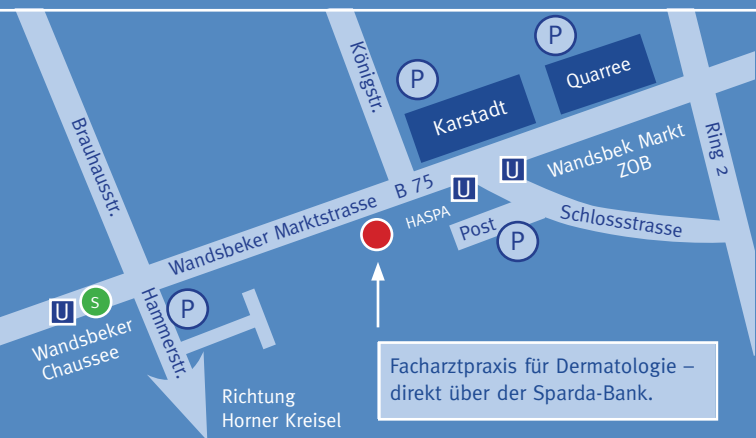 P
P
Königstr.
Quarree
Karstadt
Brauhausstr.
Ring 2
Wandsbek Markt
ZOB
U
U
B 75
HASPA
Wandsbeker Marktstrasse
Post
P
Schlossstrasse
U
S
P
Hammerstr.
Wandsbeker
Chaussee
Richtung
Horner Kreisel
Facharztpraxis für Dermatologie –
direkt über der Sparda-Bank.